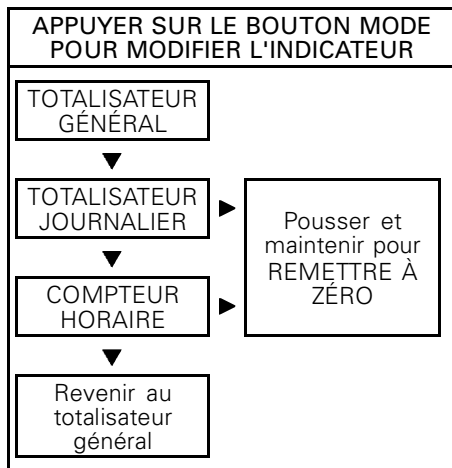 APPUYER SUR LE BOUTON MODE
POUR MODIFIER L'INDICATEUR
TOTALISATEUR
GÉNÉRAL
TOTALISATEUR
JOURNALIER
Pousser et
maintenir pour
REMETTRE À
ZÉRO
COMPTEUR
HORAIRE
Revenir au
totalisateur
général